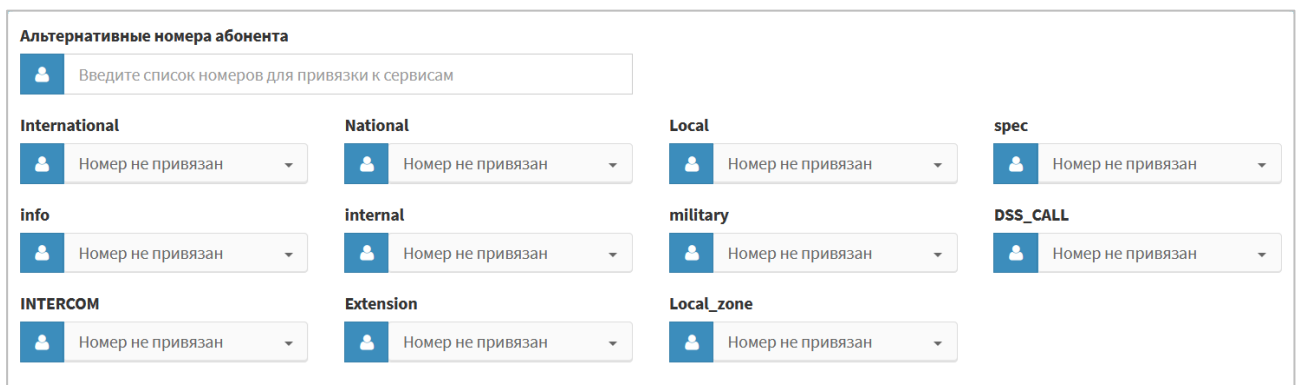 Альтернативные номера абонента
Введите список номеров для привязки к сервисам
International National Local spec
Номер не привязан Номер не привязан Номер не привязан Номер не привязан
info internal military DSS_CALL
Номер не привязан Номер не привязан Номер не привязан Номер не привязан
INTERCOM Extension Local_zone
Номер не привязан Номер не привязан Номер не привязан